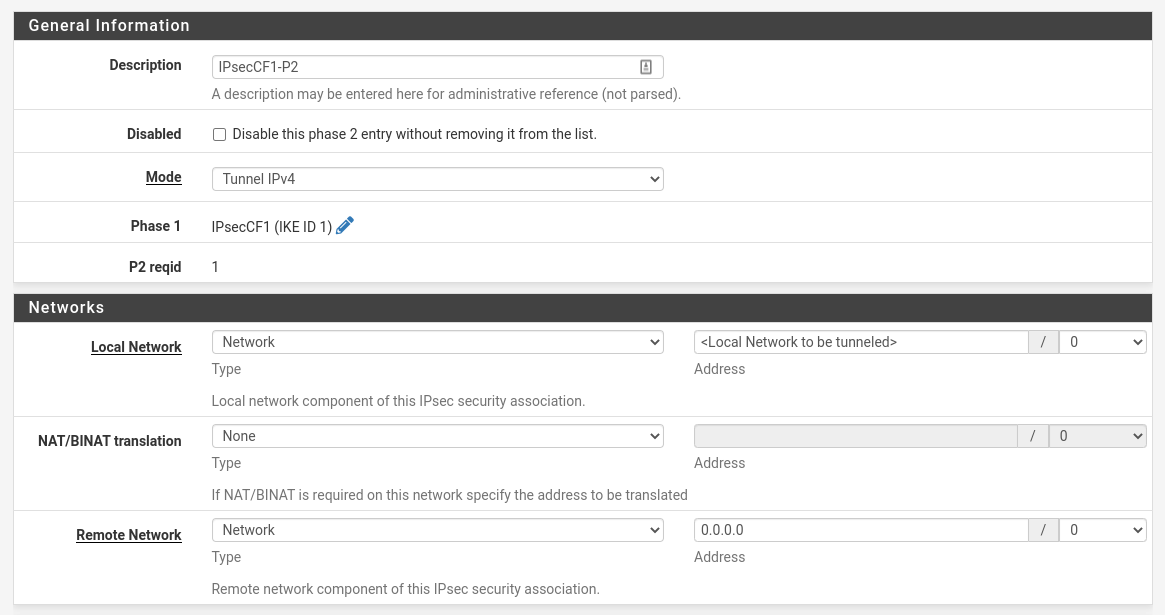 General Information
Description IPsecCF1-P2
A description may be entered here for administrative reference (not parsed).
Disabled Disable this phase 2 entry without removing it from the list.
Mode Tunnel IPv4
Phase 1 IPsecCF1 (IKE ID 1)
P2 reqid 1
Networks
Local Network Network <Local Network to be tunneled> / 0
Type Address
Local network component of this IPsec security association.
NAT/BINAT translation None / 0
Type Address
If NAT/BINAT is required on this network specify the address to be translated
Remote Network Network 0.0.0.0 / 0
Type Address
Remote network component of this IPsec security association.